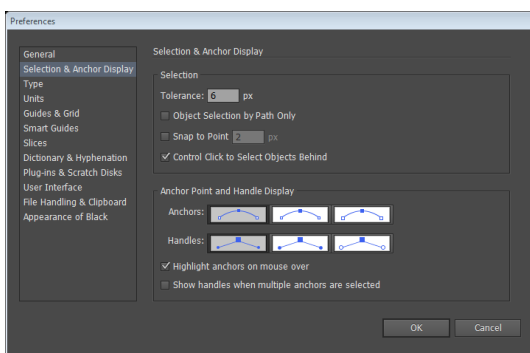 Preferences
General
Selection & Anchor Display
Type
Units
Guides & Grid
Smart Guides
Slices
Dictionary & Hyphenation
Plug-ins & Scratch Disks
User Interface
File Handling & Clipboard
Appearance of Black
Selection & Anchor Display
Selection
Tolerance: 6 px
Object Selection by Path Only
Snap to Point 2 px
Control Click to Select Objects Behind
Anchor Point and Handle Display
Anchors:
Handles:
Highlight anchors on mouse over
Show handles when multiple anchors are selected
OK Cancel